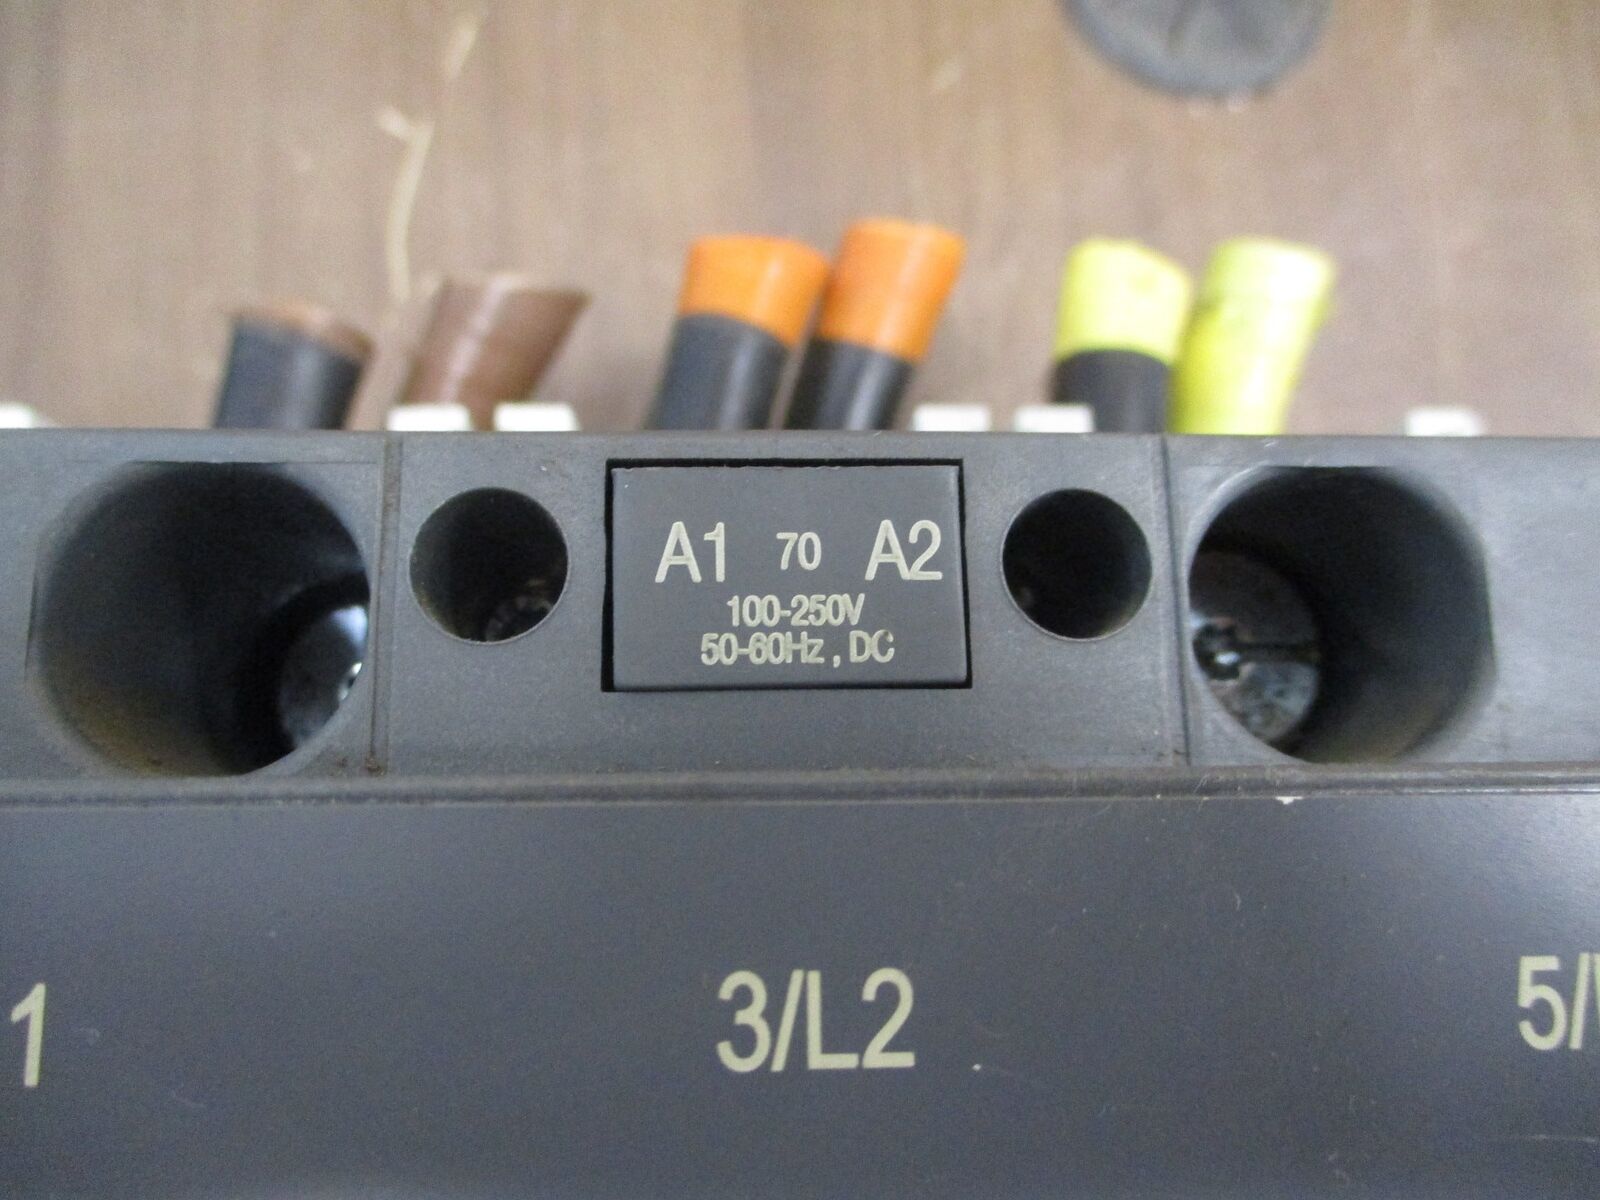 A1 70 A2
100-250V
50-60Hz, DC
1 3/L2 5/